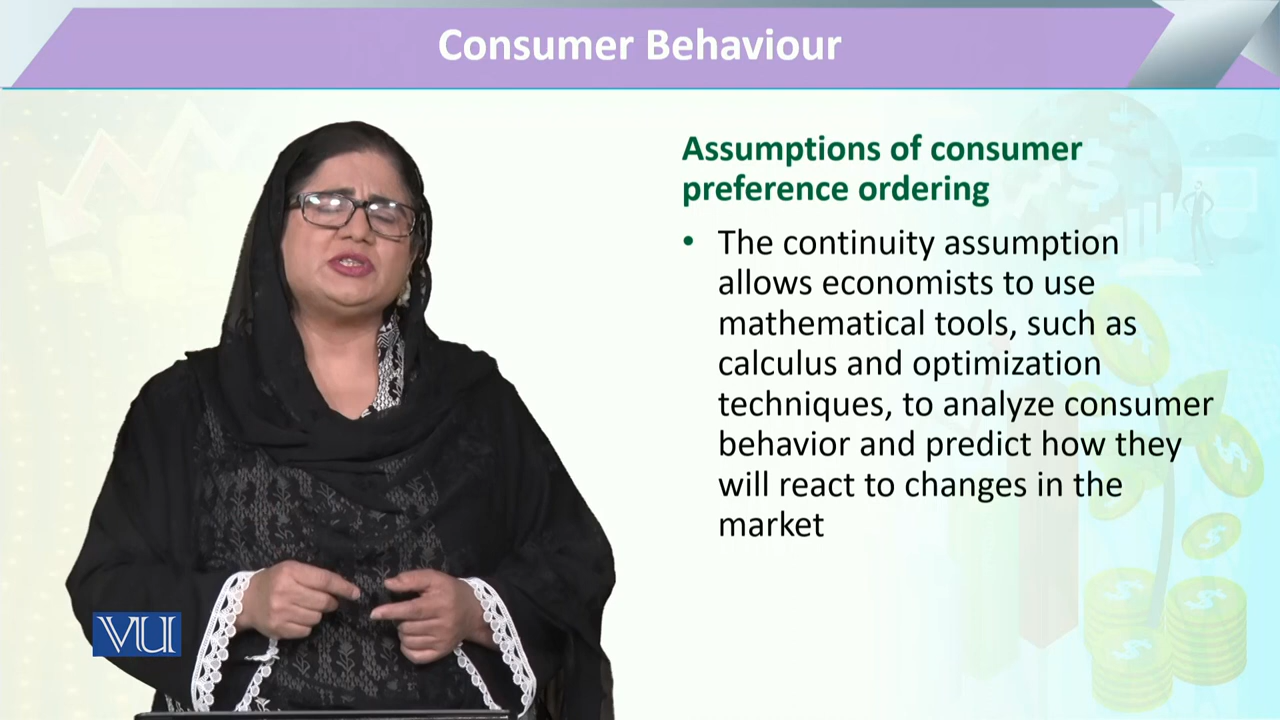 Consumer Behaviour
Assumptions of consumer
preference ordering
• The continuity assumption
allows economists to use
mathematical tools, such as
calculus and optimization
techniques, to analyze consumer
behavior and predict how they
will react to changes in the
market
VU